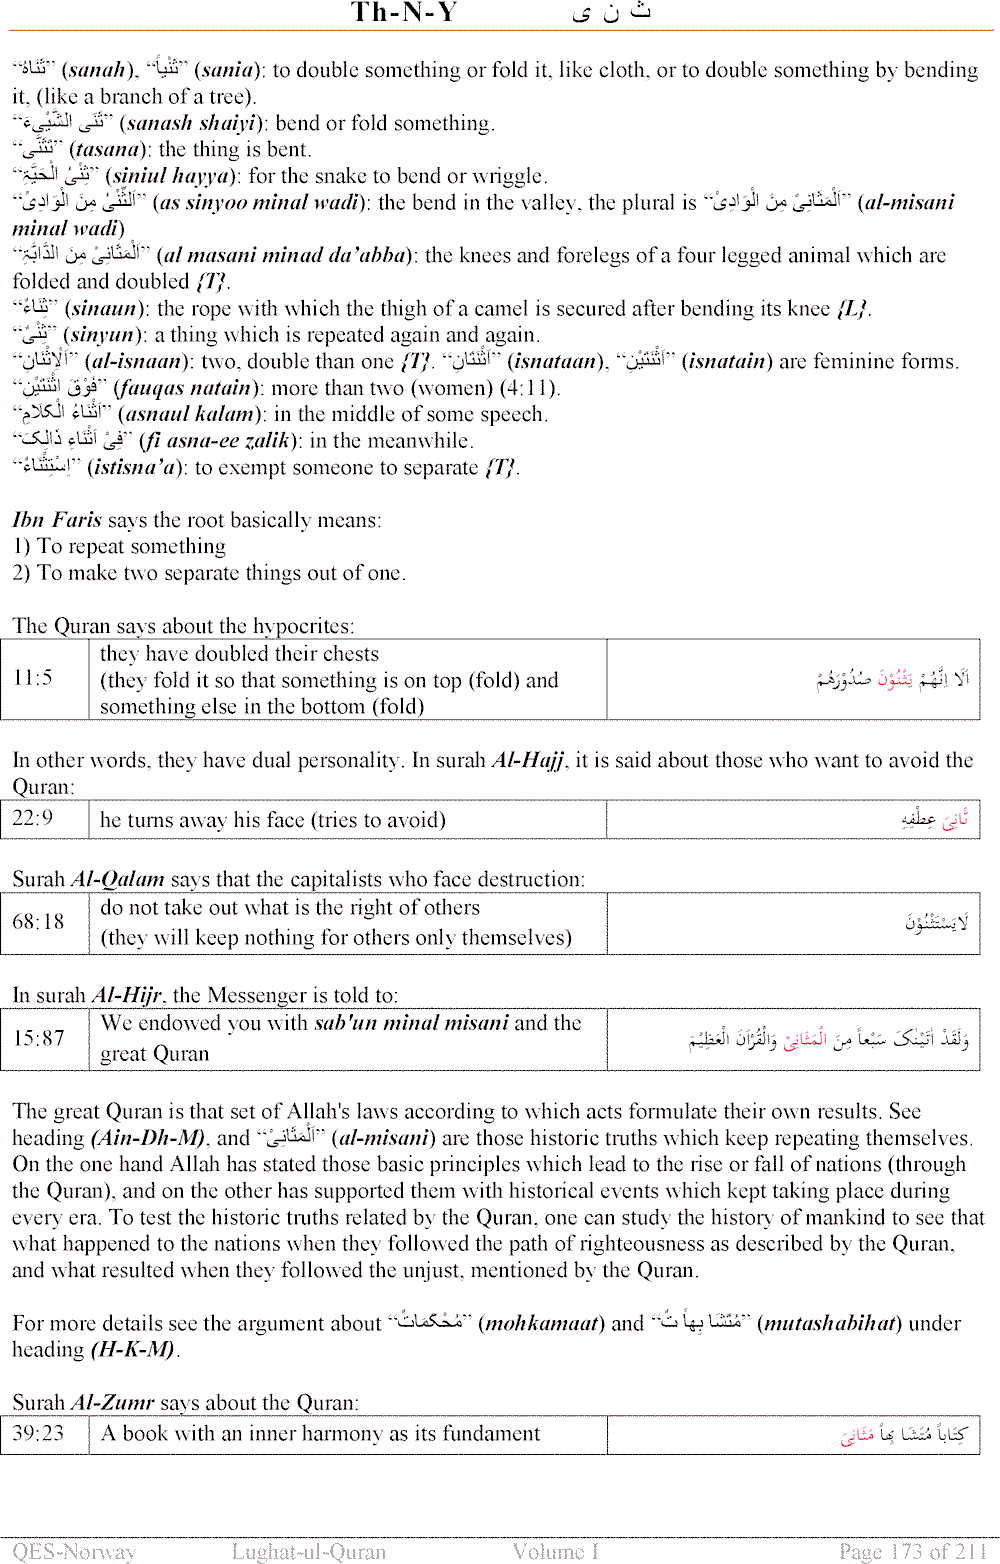 Th-N-Y ث ن ی
“ثَنَاهُ” (sanah), “ثَنْیاً” (sania): to double something or fold it, like cloth, or to double something by bending
it, (like a branch of a tree).
“ثَنَی الشَّیْیءَ” (sanash shaiyi): bend or fold something.
“تَثَنَّی” (tasana): the thing is bent.
“ثِنْیُ الْحَیَّۃِ” (siniul hayya): for the snake to bend or wriggle.
“اَلثِّنْیُ مِنَ الْوَادِیْ” (as sinyoo minal wadi): the bend in the valley, the plural is “اَلْمَثَانِیْ مِنَ الْوَادِیْ” (al-misani
minal wadi)
“اَلْمَثَانِیْ مِنَ الدَّابَّۃِ” (al masani minad da’abba): the knees and forelegs of a four legged animal which are
folded and doubled {T}.
“ثِنَاءٌ” (sinaun): the rope with which the thigh of a camel is secured after bending its knee {L}.
“ثِنْیٌ” (sinyun): a thing which is repeated again and again.
“اَلْاِثْنَانِ” (al-isnaan): two, double than one {T}. “اَثْنَتَانِ” (isnataan), “اَثْنَتَیْنِ” (isnatain) are feminine forms.
“فَوْقَ اثْنَتَیْنِ” (fauqas natain): more than two (women) (4:11).
“اَثْنَاءُ الْکَلَامِ” (asnaul kalam): in the middle of some speech.
“فِیْ اَثْنَاءِ ذَالِکَ” (fi asna-ee zalik): in the meanwhile.
“اِسْتِثْنَاءٌ” (istisna’a): to exempt someone to separate {T}.
Ibn Faris says the root basically means:
1) To repeat something
2) To make two separate things out of one.
The Quran says about the hypocrites:
11:5 they have doubled their chests
(they fold it so that something is on top (fold) and
something else in the bottom (fold) اَلَا اِنَّھُمْ یَثْنُوْنَ صُدُوْرَھُمْ
In other words, they have dual personality. In surah Al-Hajj, it is said about those who want to avoid the
Quran:
22:9 he turns away his face (tries to avoid) ثَانِیَ عِطْفِہِ
Surah Al-Qalam says that the capitalists who face destruction:
68:18 do not take out what is the right of others
(they will keep nothing for others only themselves) لَایَسْتَثْنُوْنَ
In surah Al-Hijr, the Messenger is told to:
15:87 We endowed you with sab'un minal misani and the
great Quran وَلَقَدْ اٰتَیْنٰکَ سَبْعاً مِنَ الْمَثَانِیْ وَالْقُرْآنَ الْعَظِیْمَ
The great Quran is that set of Allah's laws according to which acts formulate their own results. See
heading (Ain-Dh-M), and “اَلْمَثَانِیْ” (al-misani) are those historic truths which keep repeating themselves.
On the one hand Allah has stated those basic principles which lead to the rise or fall of nations (through
the Quran), and on the other has supported them with historical events which kept taking place during
every era. To test the historic truths related by the Quran, one can study the history of mankind to see that
what happened to the nations when they followed the path of righteousness as described by the Quran,
and what resulted when they followed the unjust, mentioned by the Quran.
For more details see the argument about “مُحْکَمَاتٌ” (mohkamaat) and “مُتَشَا بِھاً تٌ” (mutashabihat) under
heading (H-K-M).
Surah Al-Zumr says about the Quran:
39:23 A book with an inner harmony as its fundament کِتَاباً مُتَشَا بِھاً مَثَانِیَ
QES-Norway Lughat-ul-Quran Volume I Page 173 of 211